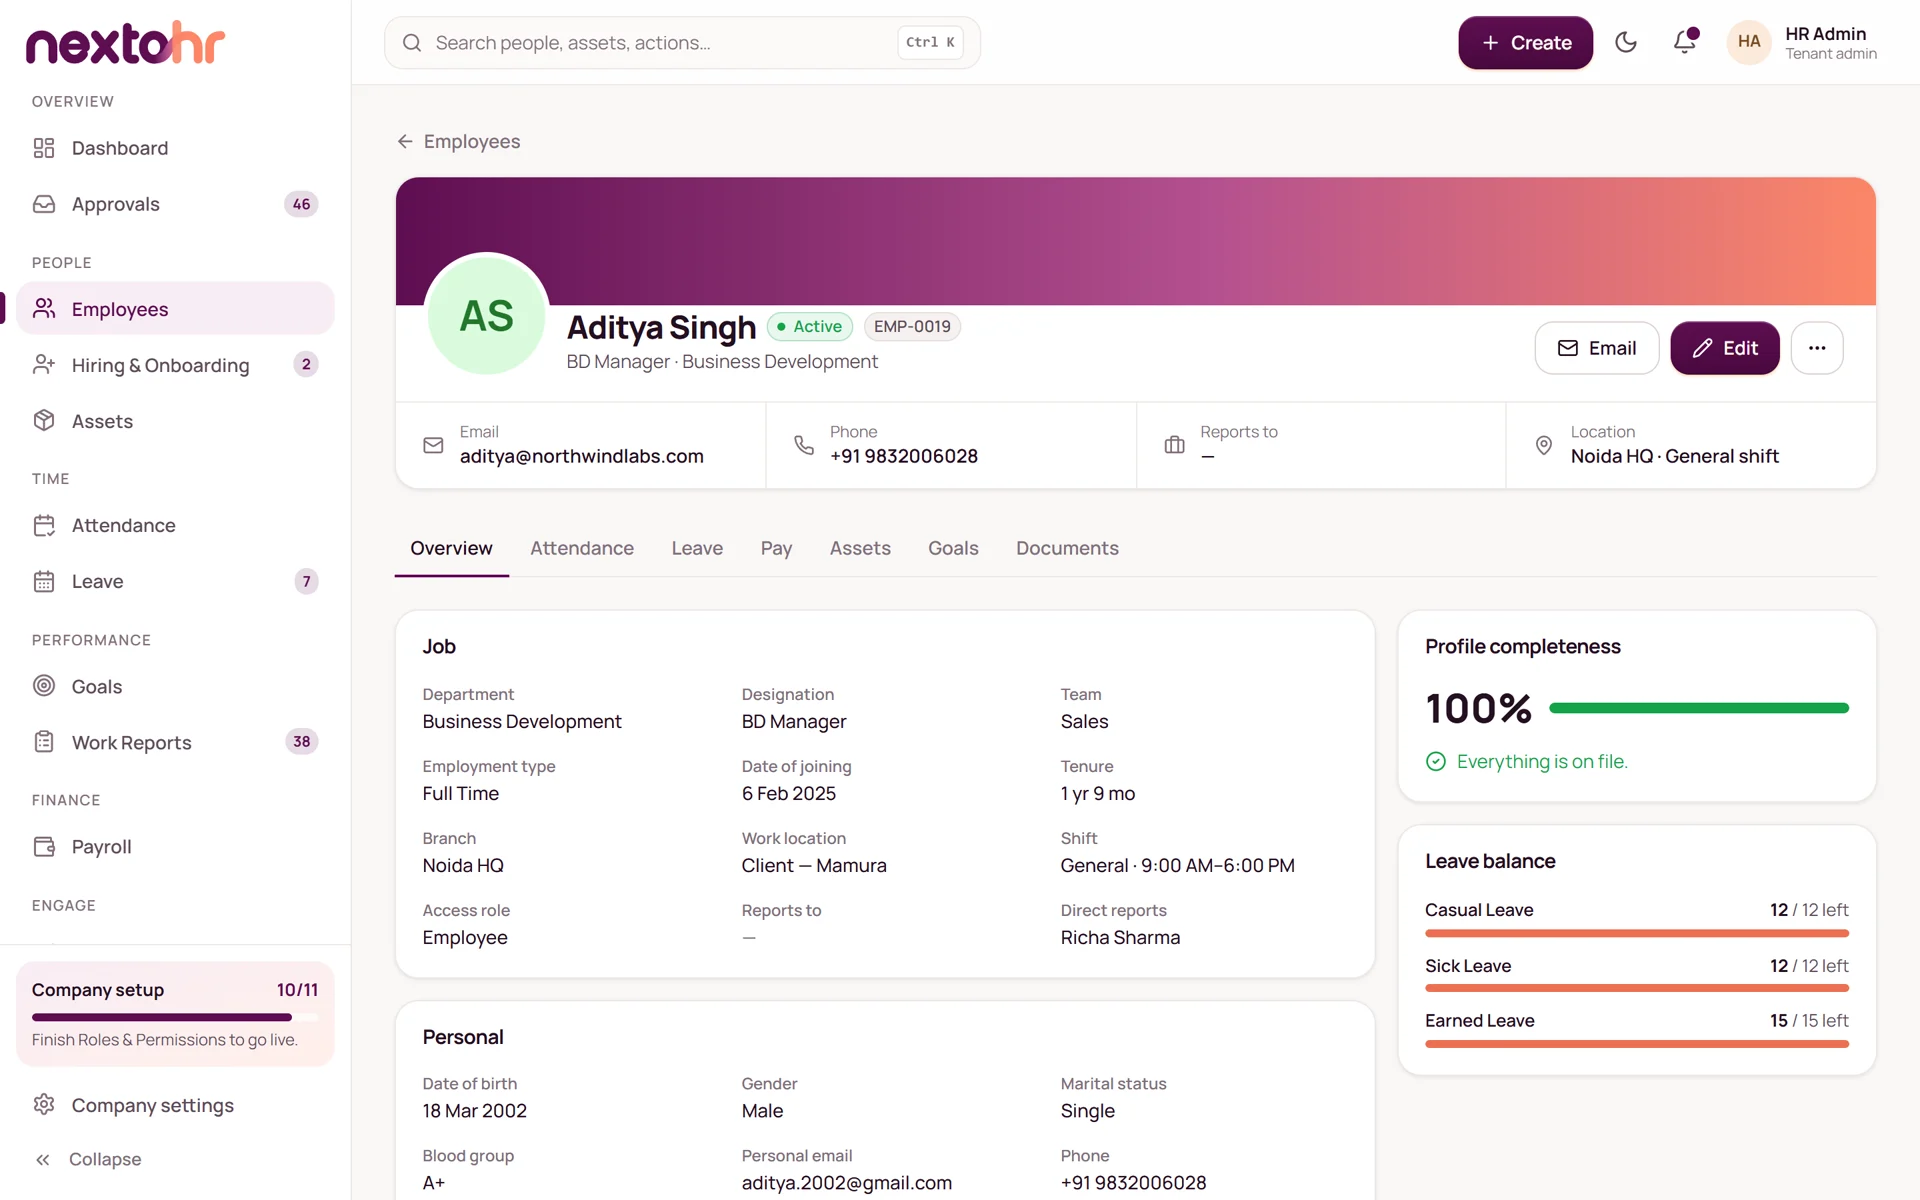 nextohr
Search people, assets, actions...
Ctrl K
Create
HA
HR Admin
Tenant admin
OVERVIEW
Dashboard
Approvals
46
PEOPLE
Employees
Hiring & Onboarding
2
Assets
TIME
Attendance
Leave
7
PERFORMANCE
Goals
Work Reports
38
FINANCE
Payroll
ENGAGE
Company setup
10/11
Finish Roles & Permissions to go live.
Company settings
Collapse
Employees
AS
Aditya Singh
Active
EMP-0019
BD Manager · Business Development
Email
Edit
Email
aditya@northwindlabs.com
Phone
+91 9832006028
Reports to
—
Location
Noida HQ · General shift
Overview
Attendance
Leave
Pay
Assets
Goals
Documents
Job
Department
Business Development
Designation
BD Manager
Team
Sales
Employment type
Full Time
Date of joining
6 Feb 2025
Tenure
1 yr 9 mo
Branch
Noida HQ
Work location
Client — Mamura
Shift
General · 9:00 AM–6:00 PM
Access role
Employee
Reports to
—
Direct reports
Richa Sharma
Personal
Date of birth
18 Mar 2002
Gender
Male
Marital status
Single
Blood group
A+
Personal email
aditya.2002@gmail.com
Phone
+91 9832006028
Profile completeness
100%
Everything is on file.
Leave balance
Casual Leave
12 / 12 left
Sick Leave
12 / 12 left
Earned Leave
15 / 15 left